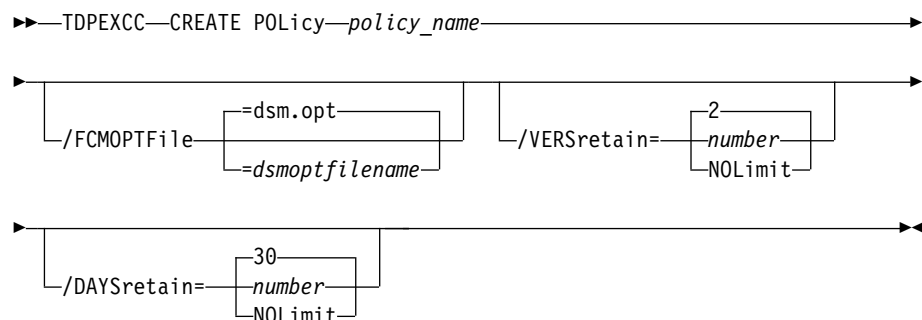 TDPEXCC CREATE POLicy policy_name
=dsm.opt
/FCMOPTFile
=dsmoptfilename
2
/VERSretain= number
NOLimit
30
/DAYSretain= number
NOLimit